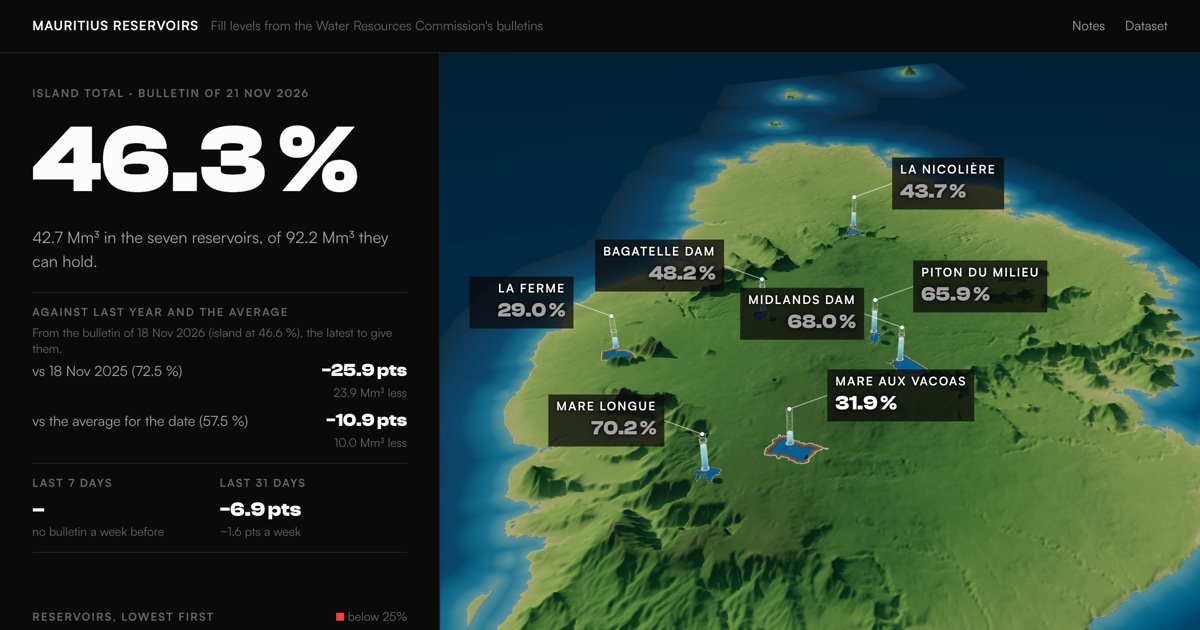 MAURITIUS RESERVOIRS Fill levels from the Water Resources Commission's bulletins
Notes Dataset
ISLAND TOTAL · BULLETIN OF 21 NOV 2026
46.3 %
42.7 Mm³ in the seven reservoirs, of 92.2 Mm³ they
can hold.
AGAINST LAST YEAR AND THE AVERAGE
From the bulletin of 18 Nov 2026 (island at 46.6 %), the latest to give
them.
vs 18 Nov 2025 (72.5 %) −25.9 pts
23.9 Mm³ less
vs the average for the date (57.5 %) −10.9 pts
10.0 Mm³ less
LAST 7 DAYS
–
no bulletin a week before
LAST 31 DAYS
−6.9 pts
−1.6 pts a week
RESERVOIRS, LOWEST FIRST
below 25%
LA NICOLIÈRE
43.7 %
BAGATELLE DAM
48.2 %
PITON DU MILIEU
65.9 %
LA FERME
29.0 %
MIDLANDS DAM
68.0 %
MARE AUX VACOAS
31.9 %
MARE LONGUE
70.2 %